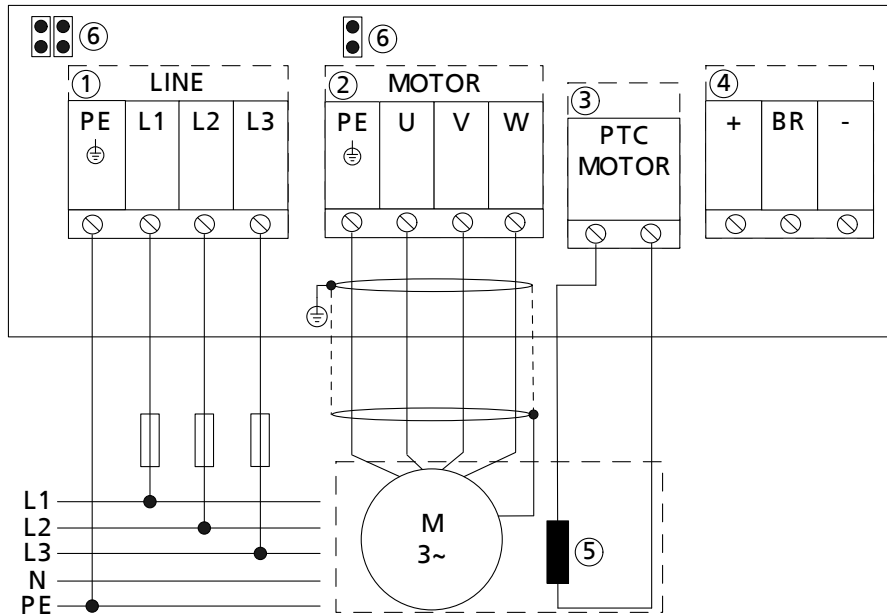 ⑥ ⑥
① LINE
PE L1 L2 L3
② MOTOR
PE U V W
③
PTC
MOTOR
④
+ BR -
L1
L2
L3
N
PE
M
3~
⑤